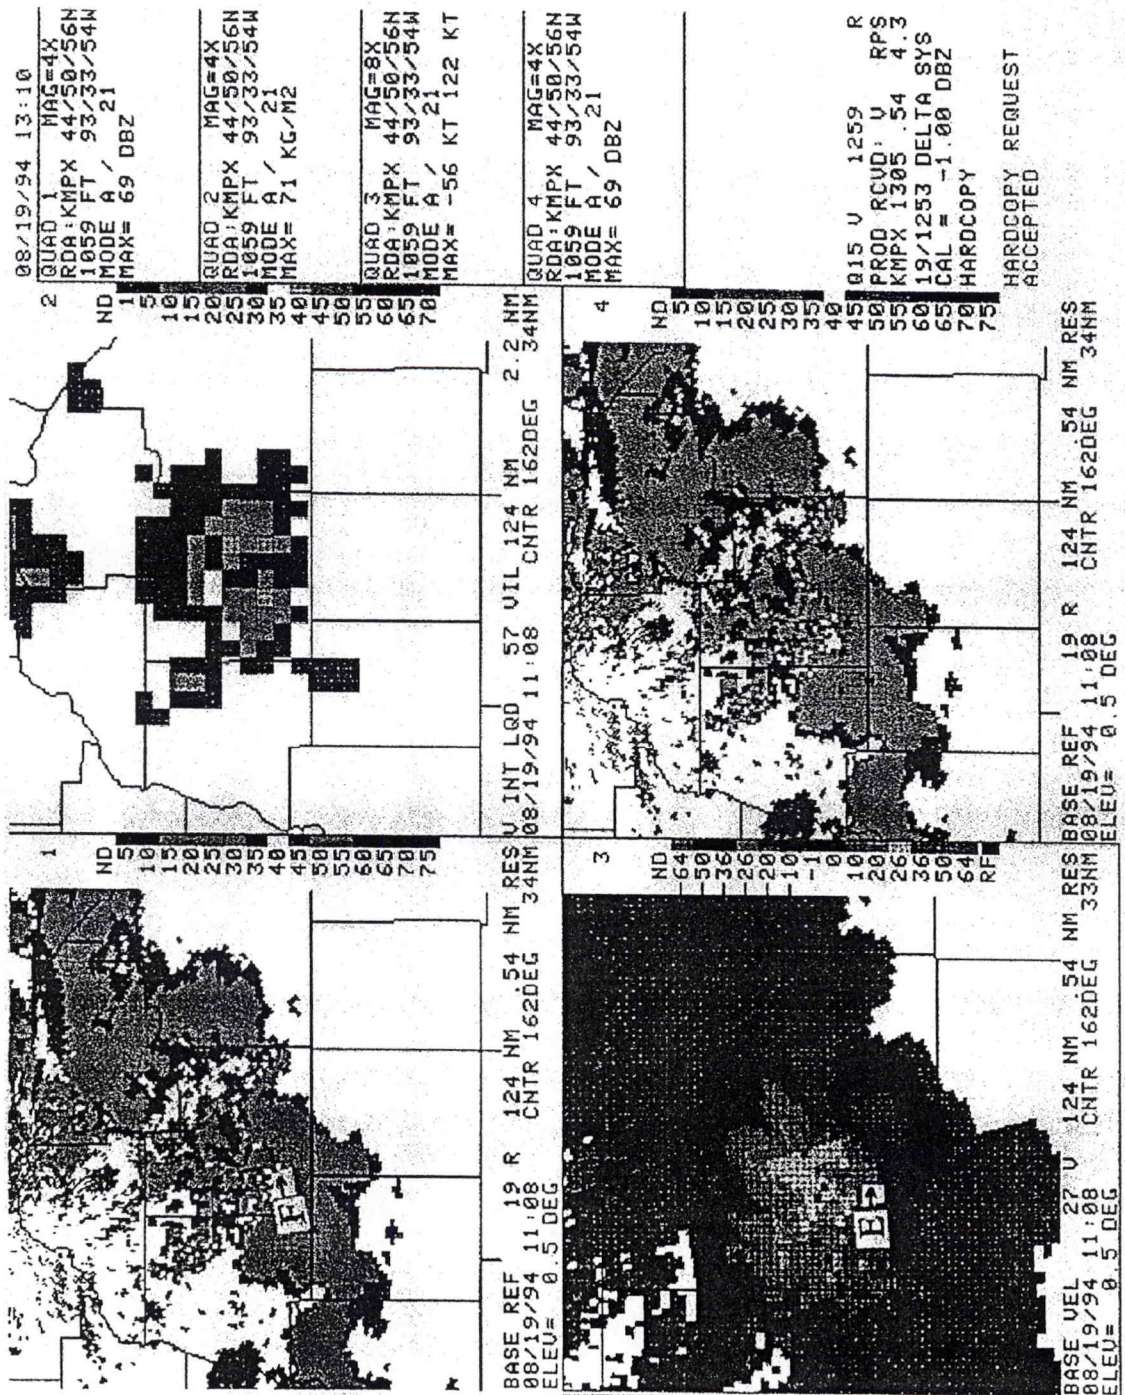 08/19/94 13:10
QUAD 1 MAG=4X
RDA:KMPX 44/50/56N
1059 FT 93/33/54W
MODE A / 21
MAX= 69 DBZ
QUAD 2 MAG=4X
RDA:KMPX 44/50/56N
1059 FT 93/33/54W
MODE A / 21
MAX= 71 KG/M2
QUAD 3 MAG=8X
RDA:KMPX 44/50/56N
1059 FT 93/33/54W
MODE A / 21
MAX= -56 KT 122 KT
QUAD 4 MAG=4X
RDA:KMPX 44/50/56N
1059 FT 93/33/54W
MODE A / 21
MAX= 69 DBZ
Q15 V 1259 R
PROD RCVD: V RPS
KMPX 1305 .54 4.3
19/1253 DELTA SYS
CAL = -1.00 DBZ
HARDCOPY
HARDCOPY REQUEST
ACCEPTED
1
ND
5
10
15
20
25
30
35
40
45
50
55
60
65
70
75
F→
BASE REF 19 R 124 NM .54 NM RES
08/19/94 11:08 CNTR 162DEG 34NM
ELEV= 0.5 DEG
2
ND
1
5
10
15
20
25
30
35
40
45
50
55
60
65
70
V INT LQD 57 VIL 124 NM 2.2 NM
08/19/94 11:08 CNTR 162DEG 34NM
3
ND
-64
-50
-36
-26
-20
-10
-1
0
10
20
26
36
50
64
RF
E→
BASE VEL 27 V 124 NM .54 NM RES
08/19/94 11:08 CNTR 162DEG 33NM
ELEV= 0.5 DEG
4
ND
5
10
15
20
25
30
35
40
45
50
55
60
65
70
75
BASE REF 19 R 124 NM .54 NM RES
08/19/94 11:08 CNTR 162DEG 34NM
ELEV= 0.5 DEG